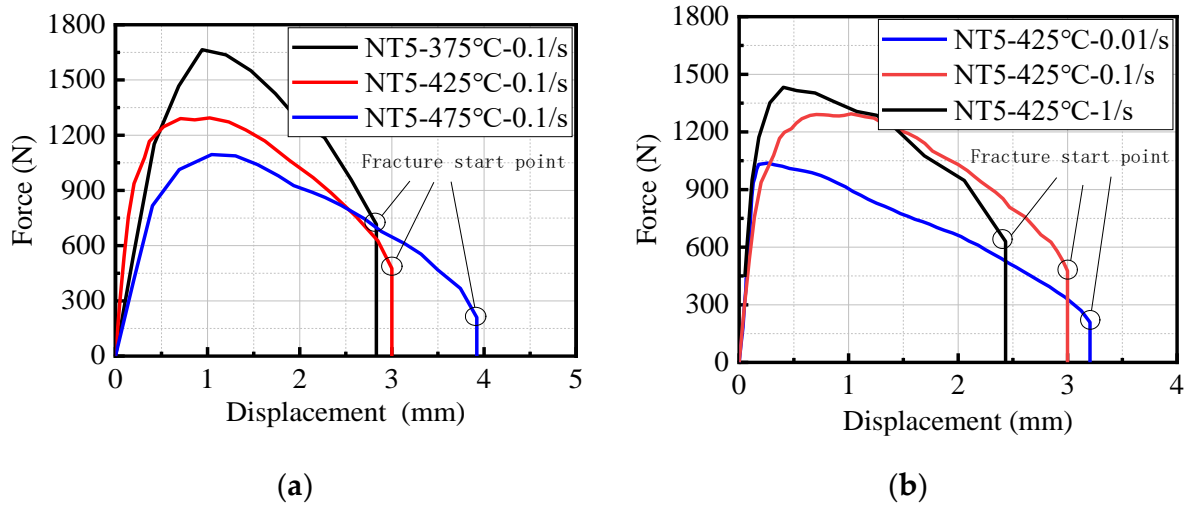 1800
1500
1200
900
600
300
0
Force (N)
NT5-375℃-0.1/s
NT5-425℃-0.1/s
NT5-475℃-0.1/s
Fracture start point
0 1 2 3 4 5
Displacement (mm)
(a)
1800
1500
1200
900
600
300
0
Force (N)
NT5-425℃-0.01/s
NT5-425℃-0.1/s
NT5-425℃-1/s
Fracture start point
0 1 2 3 4
Displacement (mm)
(b)